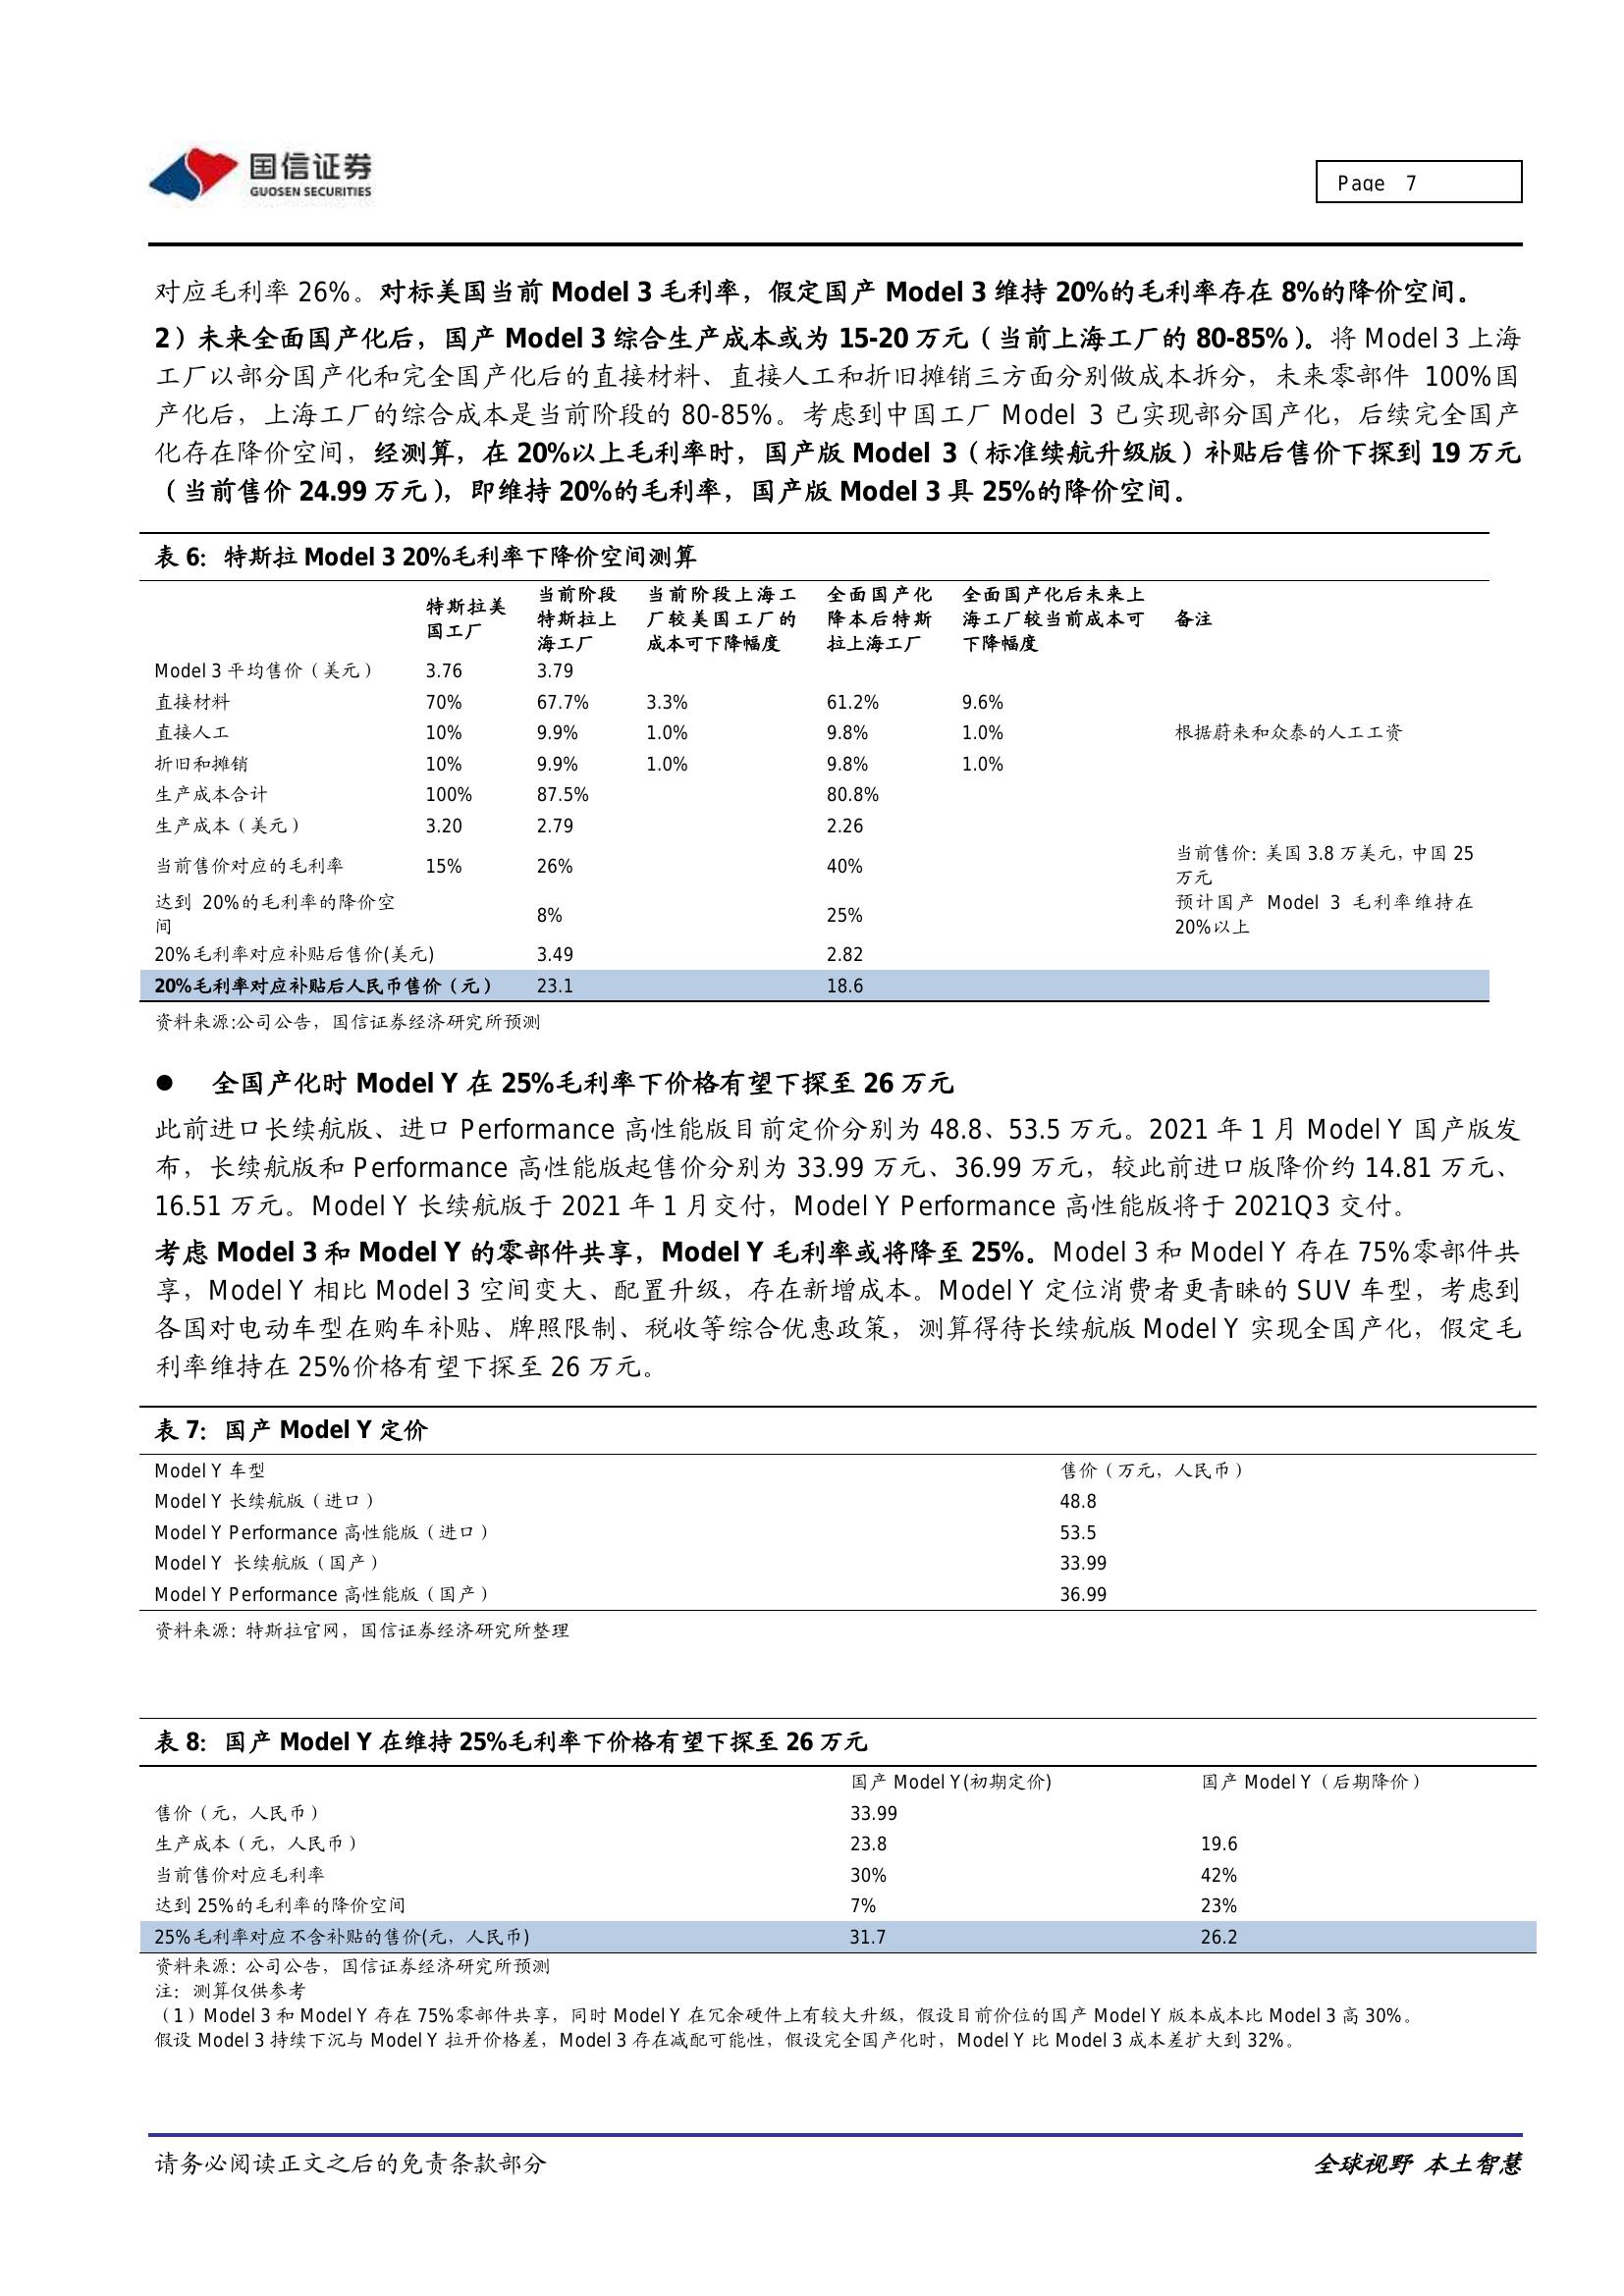 国信证券
GUOSEN SECURITIES
Page 7
对应毛利率 26%。对标美国当前 Model 3 毛利率，假定国产 Model 3 维持 20%的毛利率存在 8%的降价空间。
2）未来全面国产化后，国产 Model 3 综合生产成本或为 15-20 万元（当前上海工厂的 80-85%）。将 Model 3 上海
工厂以部分国产化和完全国产化后的直接材料、直接人工和折旧摊销三方面分别做成本拆分，未来零部件 100%国
产化后，上海工厂的综合成本是当前阶段的 80-85%。考虑到中国工厂 Model 3 已实现部分国产化，后续完全国产
化存在降价空间，经测算，在 20%以上毛利率时，国产版 Model 3（标准续航升级版）补贴后售价下探到 19 万元
（当前售价 24.99 万元），即维持 20%的毛利率，国产版 Model 3 具 25%的降价空间。
表 6：特斯拉 Model 3 20%毛利率下降价空间测算
特斯拉美 当前阶段 当前阶段上海工 全面国产化 全面国产化后未来上 备注
国工厂 特斯拉上 厂较美国工厂的 降本后特斯 海工厂较当前成本可
海工厂 成本可下降幅度 拉上海工厂 下降幅度
Model 3 平均售价（美元） 3.76 3.79
直接材料 70% 67.7% 3.3% 61.2% 9.6%
直接人工 10% 9.9% 1.0% 9.8% 1.0% 根据蔚来和众泰的人工工资
折旧和摊销 10% 9.9% 1.0% 9.8% 1.0%
生产成本合计 100% 87.5% 80.8%
生产成本（美元） 3.20 2.79 2.26
当前售价对应的毛利率 15% 26% 40% 当前售价：美国 3.8 万美元，中国 25
万元
达到 20%的毛利率的降价空 8% 25% 预计国产 Model 3 毛利率维持在
间 20%以上
20%毛利率对应补贴后售价(美元) 3.49 2.82
20%毛利率对应补贴后人民币售价（元） 23.1 18.6
资料来源:公司公告，国信证券经济研究所预测
● 全国产化时 Model Y 在 25%毛利率下价格有望下探至 26 万元
此前进口长续航版、进口 Performance 高性能版目前定价分别为 48.8、53.5 万元。2021 年 1 月 Model Y 国产版发
布，长续航版和 Performance 高性能版起售价分别为 33.99 万元、36.99 万元，较此前进口版降价约 14.81 万元、
16.51 万元。Model Y 长续航版于 2021 年 1 月交付，Model Y Performance 高性能版将于 2021Q3 交付。
考虑 Model 3 和 Model Y 的零部件共享，Model Y 毛利率或将降至 25%。Model 3 和 Model Y 存在 75%零部件共
享，Model Y 相比 Model 3 空间变大、配置升级，存在新增成本。Model Y 定位消费者更青睐的 SUV 车型，考虑到
各国对电动车型在购车补贴、牌照限制、税收等综合优惠政策，测算得待长续航版 Model Y 实现全国产化，假定毛
利率维持在 25%价格有望下探至 26 万元。
表 7：国产 Model Y 定价
Model Y 车型 售价（万元，人民币）
Model Y 长续航版（进口） 48.8
Model Y Performance 高性能版（进口） 53.5
Model Y 长续航版（国产） 33.99
Model Y Performance 高性能版（国产） 36.99
资料来源：特斯拉官网，国信证券经济研究所整理
表 8：国产 Model Y 在维持 25%毛利率下价格有望下探至 26 万元
国产 Model Y(初期定价) 国产 Model Y（后期降价）
售价（元，人民币） 33.99
生产成本（元，人民币） 23.8 19.6
当前售价对应毛利率 30% 42%
达到 25%的毛利率的降价空间 7% 23%
25%毛利率对应不含补贴的售价(元，人民币) 31.7 26.2
资料来源：公司公告，国信证券经济研究所预测
注：测算仅供参考
（1）Model 3 和 Model Y 存在 75%零部件共享，同时 Model Y 在冗余硬件上有较大升级，假设目前价位的国产 Model Y 版本成本比 Model 3 高 30%。
假设 Model 3 持续下沉与 Model Y 拉开价格差，Model 3 存在减配可能性，假设完全国产化时，Model Y 比 Model 3 成本差扩大到 32%。
请务必阅读正文之后的免责条款部分 全球视野 本土智慧